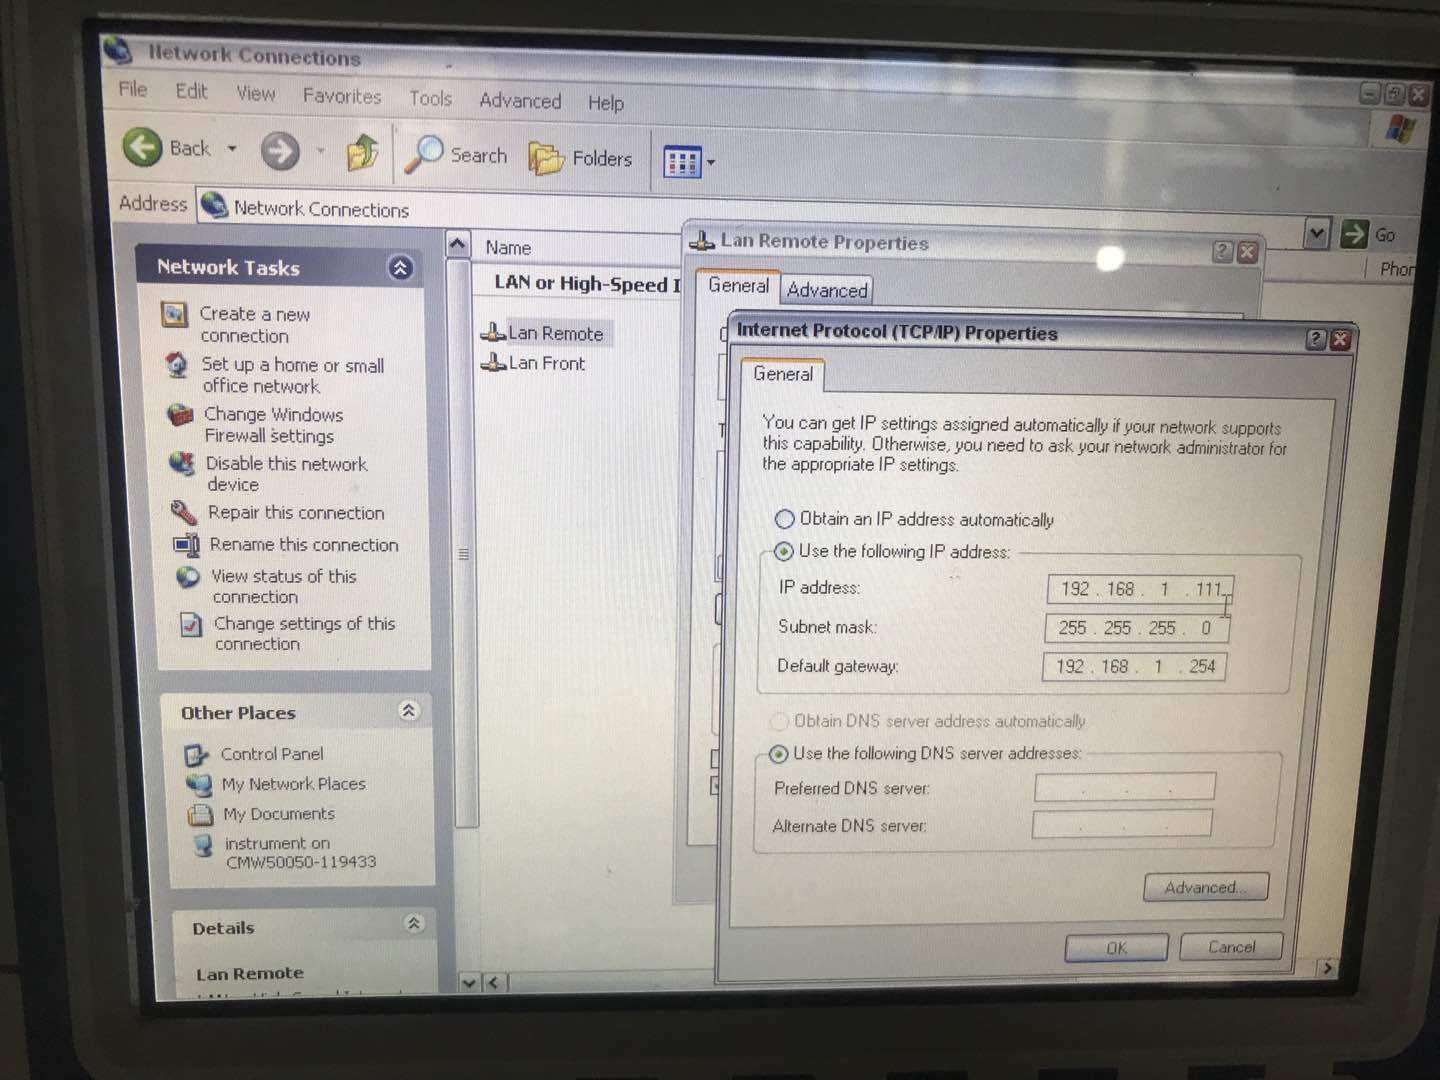 Network Connections
File Edit View Favorites Tools Advanced Help
Back Search Folders
Address Network Connections Go
Network Tasks
Create a new
connection
Set up a home or small
office network
Change Windows
Firewall settings
Disable this network
device
Repair this connection
Rename this connection
View status of this
connection
Change settings of this
connection
Other Places
Control Panel
My Network Places
My Documents
instrument on
CMW50050-119433
Details
Lan Remote
Name
Phor
LAN or High-Speed I
Lan Remote
Lan Front
Lan Remote Properties
General Advanced
Internet Protocol (TCP/IP) Properties
General
You can get IP settings assigned automatically if your network supports
this capability. Otherwise, you need to ask your network administrator for
the appropriate IP settings.
Obtain an IP address automatically
Use the following IP address:
IP address: 192 . 168 . 1 . 111
Subnet mask: 255 . 255 . 255 . 0
Default gateway: 192 . 168 . 1 . 254
Obtain DNS server address automatically
Use the following DNS server addresses:
Preferred DNS server: . . .
Alternate DNS server: . . .
Advanced...
OK Cancel